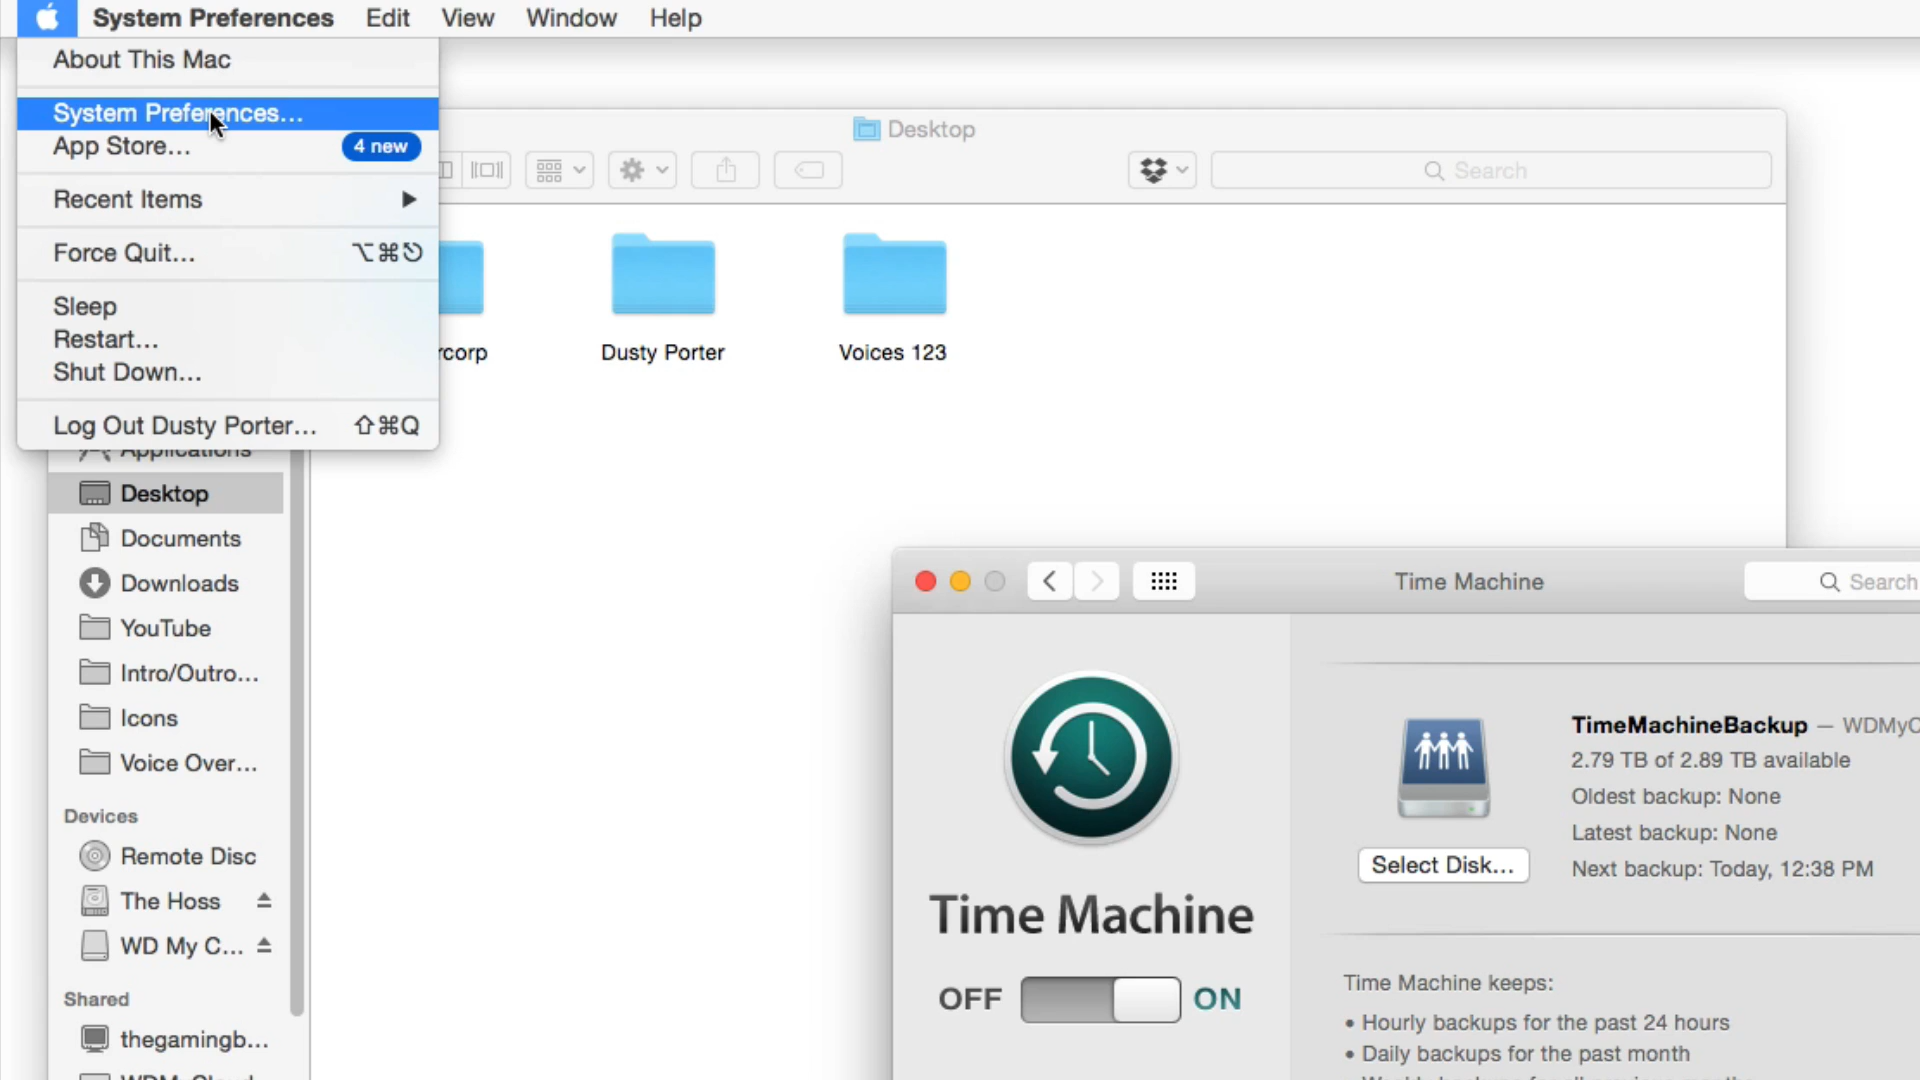 System Preferences Edit View Window Help
About This Mac
System Preferences...
App Store... 4 new
Recent Items
Force Quit... ⌥⌘⎋
Sleep
Restart...
Shut Down...
Log Out Dusty Porter... ⇧⌘Q
Desktop
Search
rcorp
Dusty Porter
Voices 123
Applications
Desktop
Documents
Downloads
YouTube
Intro/Outro...
Icons
Voice Over...
Devices
Remote Disc
The Hoss
WD My C...
Shared
thegamingb...
Time Machine
Search
Time Machine
OFF ON
TimeMachineBackup — WDMyC
2.79 TB of 2.89 TB available
Oldest backup: None
Latest backup: None
Next backup: Today, 12:38 PM
Select Disk...
Time Machine keeps:
• Hourly backups for the past 24 hours
• Daily backups for the past month